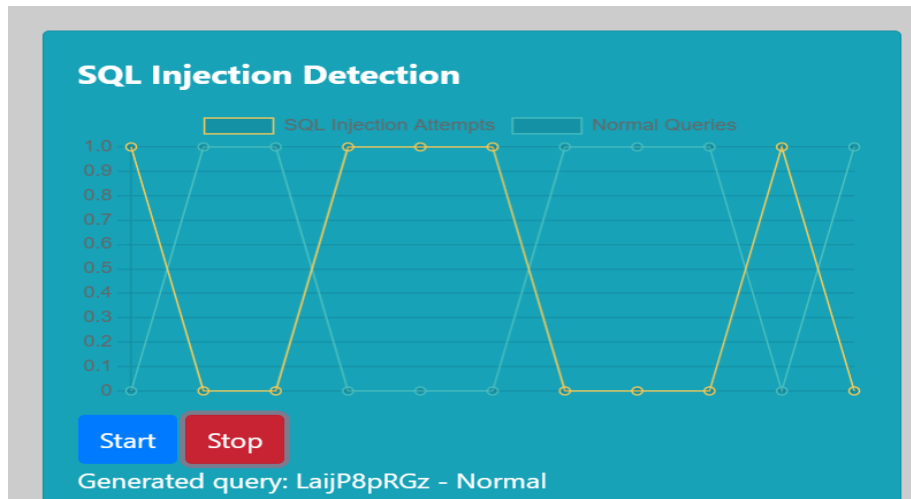 SQL Injection Detection
SQL Injection Attempts Normal Queries
1.0
0.9
0.8
0.7
0.6
0.5
0.4
0.3
0.2
0.1
0
Start Stop
Generated query: LaijP8pRGz - Normal